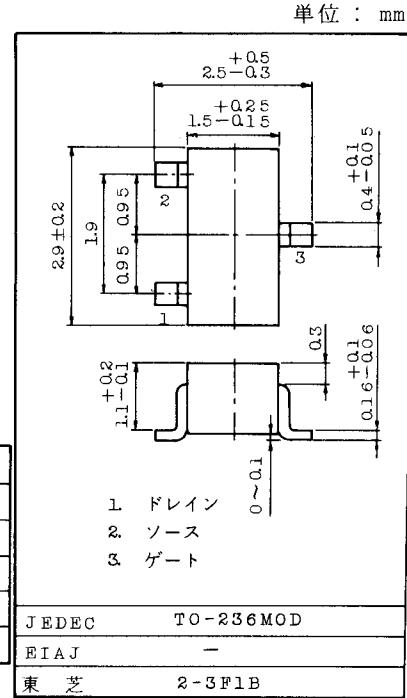 単位 : mm
+0.5
2.5-0.3
+0.25
1.5-0.15
2.9±0.2
1.9
0.95
0.95
2
1
3
+0.1
0.4-0.05
+0.2
1.1-0.1
0.3
+0.1
0.16-0.06
0~0.1
1. ドレイン
2. ソース
3. ゲート
JEDEC TO-236MOD
EIAJ —
東 芝 2-3F1B